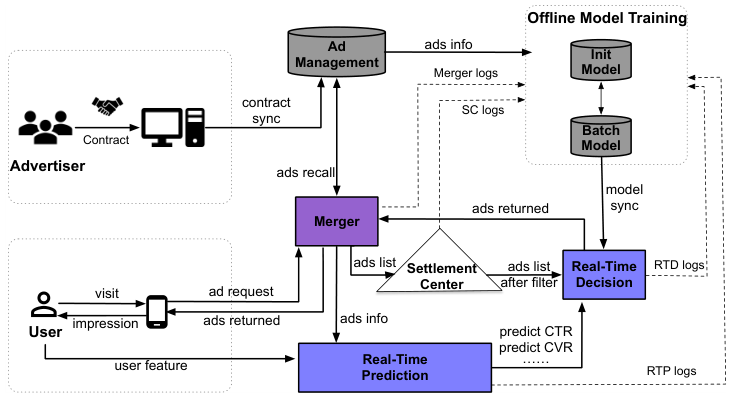 Offline Model Training
Ad
Management
ads info
Init
Model
Merger logs
SC logs
contract
sync
Contract
Advertiser
Batch
Model
ads recall
model
sync
Merger
ads returned
ads list
Settlement
Center
ads list
after filter
Real-Time
Decision
RTD logs
visit
ad request
User
impression
ads returned
ads info
user feature
Real-Time
Prediction
predict CTR
predict CVR
......
RTP logs